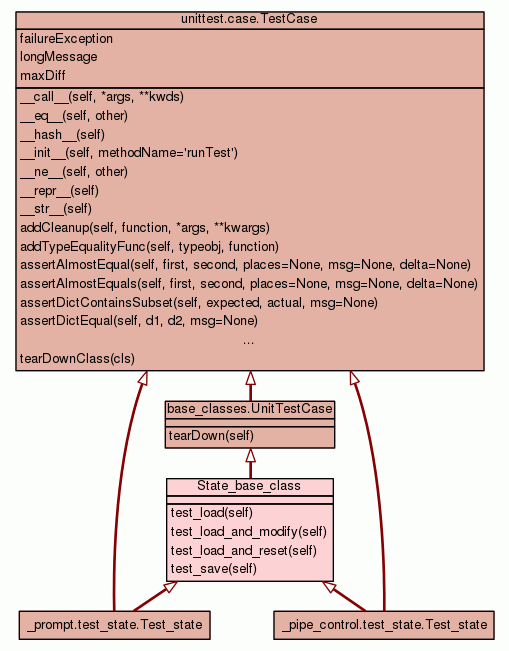 unittest.case.TestCase
failureException
longMessage
maxDiff
__call__(self, *args, **kwds)
__eq__(self, other)
__hash__(self)
__init__(self, methodName='runTest')
__ne__(self, other)
__repr__(self)
__str__(self)
addCleanup(self, function, *args, **kwargs)
addTypeEqualityFunc(self, typeobj, function)
assertAlmostEqual(self, first, second, places=None, msg=None, delta=None)
assertAlmostEquals(self, first, second, places=None, msg=None, delta=None)
assertDictContainsSubset(self, expected, actual, msg=None)
assertDictEqual(self, d1, d2, msg=None)
...
tearDownClass(cls)
base_classes.UnitTestCase
tearDown(self)
State_base_class
test_load(self)
test_load_and_modify(self)
test_load_and_reset(self)
test_save(self)
_prompt.test_state.Test_state
_pipe_control.test_state.Test_state